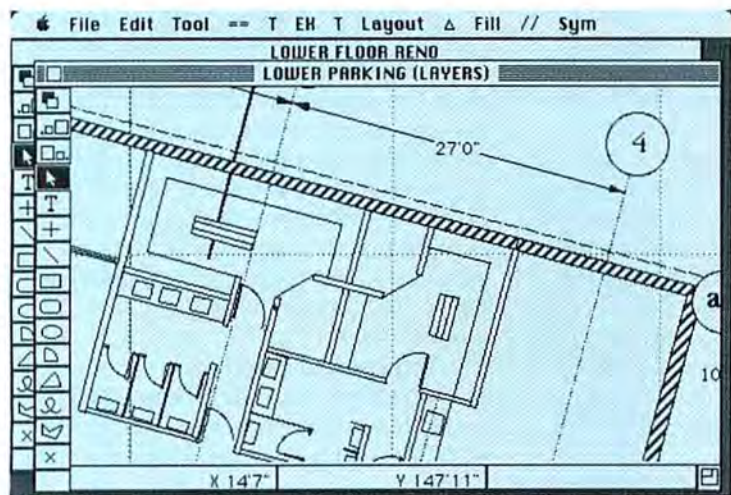 File Edit Tool == T EX T Layout Δ Fill // Sym
LOWER FLOOR RENO
LOWER PARKING (LAYERS)
27'0"
4
a
10
T
T
X 14'7" Y 147'11"